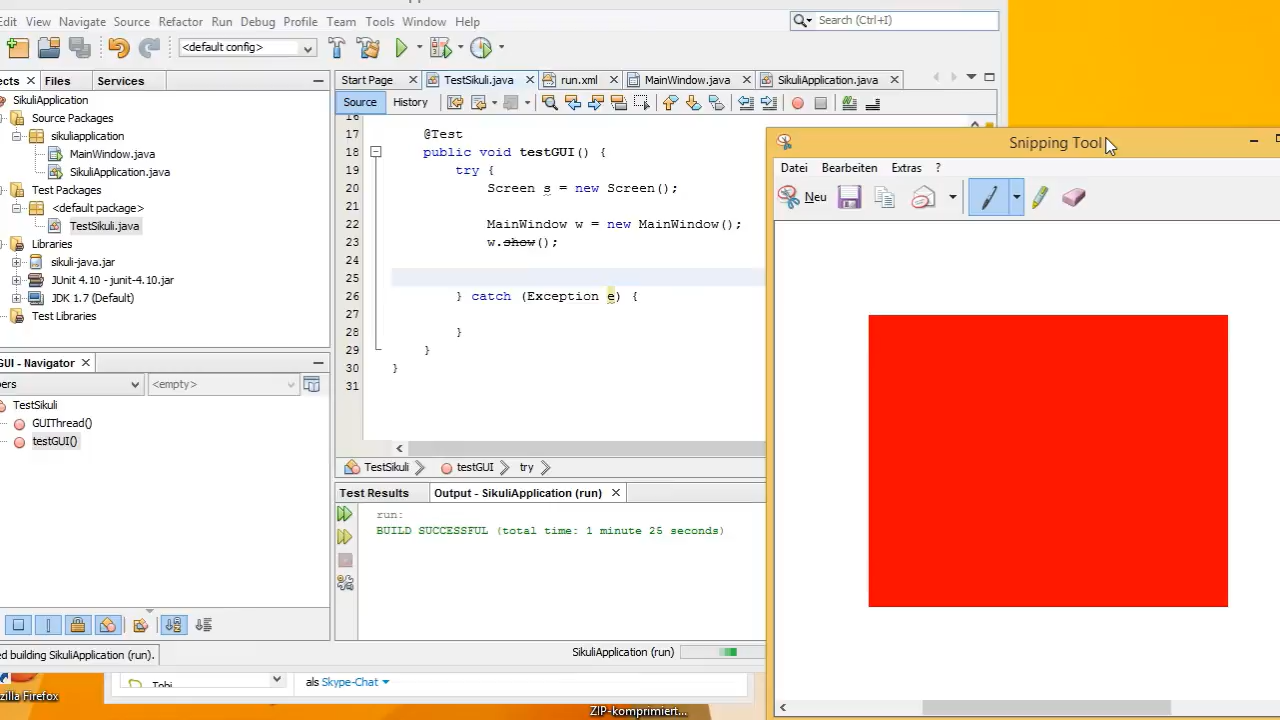 Edit View Navigate Source Refactor Run Debug Profile Team Tools Window Help
Search (Ctrl+I)
<default config>
Files Services
Start Page TestSikuli.java run.xml MainWindow.java SikuliApplication.java
Source History
SikuliApplication
Source Packages
sikuliapplication
MainWindow.java
SikuliApplication.java
Test Packages
<default package>
TestSikuli.java
Libraries
sikuli-java.jar
JUnit 4.10 - junit-4.10.jar
JDK 1.7 (Default)
Test Libraries
16
17 @Test
18 public void testGUI() {
19 try {
20 Screen s = new Screen();
21
22 MainWindow w = new MainWindow();
23 w.show();
24
25
26 } catch (Exception e) {
27
28 }
29 }
30 }
31
GUI - Navigator
<empty>
TestSikuli
GUIThread()
testGUI()
TestSikuli testGUI try
Test Results Output - SikuliApplication (run)
run:
BUILD SUCCESSFUL (total time: 1 minute 25 seconds)
SikuliApplication (run)
building SikuliApplication (run).
Snipping Tool
Datei Bearbeiten Extras ?
Neu
Tobi
als Skype-Chat
zilla Firefox
ZIP-komprimiert...